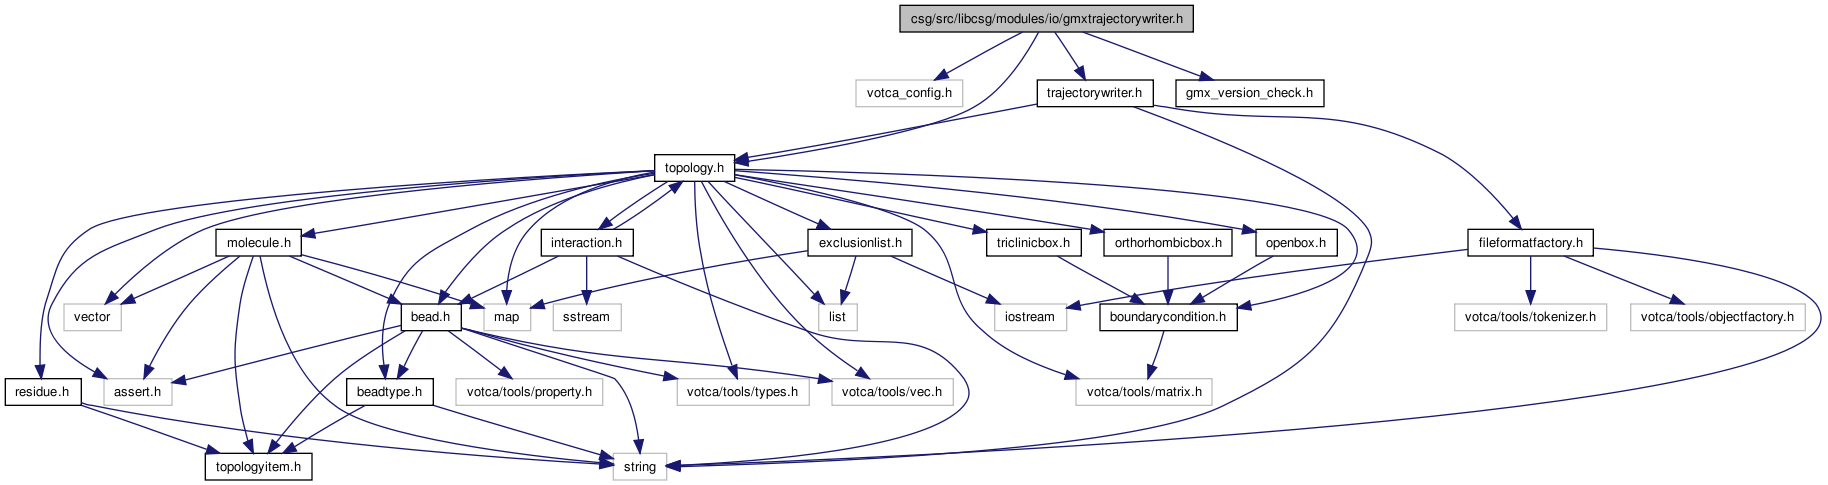 csg/src/libcsg/modules/io/gmxtrajectorywriter.h
votca_config.h
trajectorywriter.h
gmx_version_check.h
topology.h
molecule.h
interaction.h
exclusionlist.h
triclinicbox.h
orthorhombicbox.h
openbox.h
fileformatfactory.h
vector
bead.h
map
sstream
list
iostream
boundarycondition.h
votca/tools/tokenizer.h
votca/tools/objectfactory.h
residue.h
assert.h
beadtype.h
votca/tools/property.h
votca/tools/types.h
votca/tools/vec.h
votca/tools/matrix.h
topologyitem.h
string